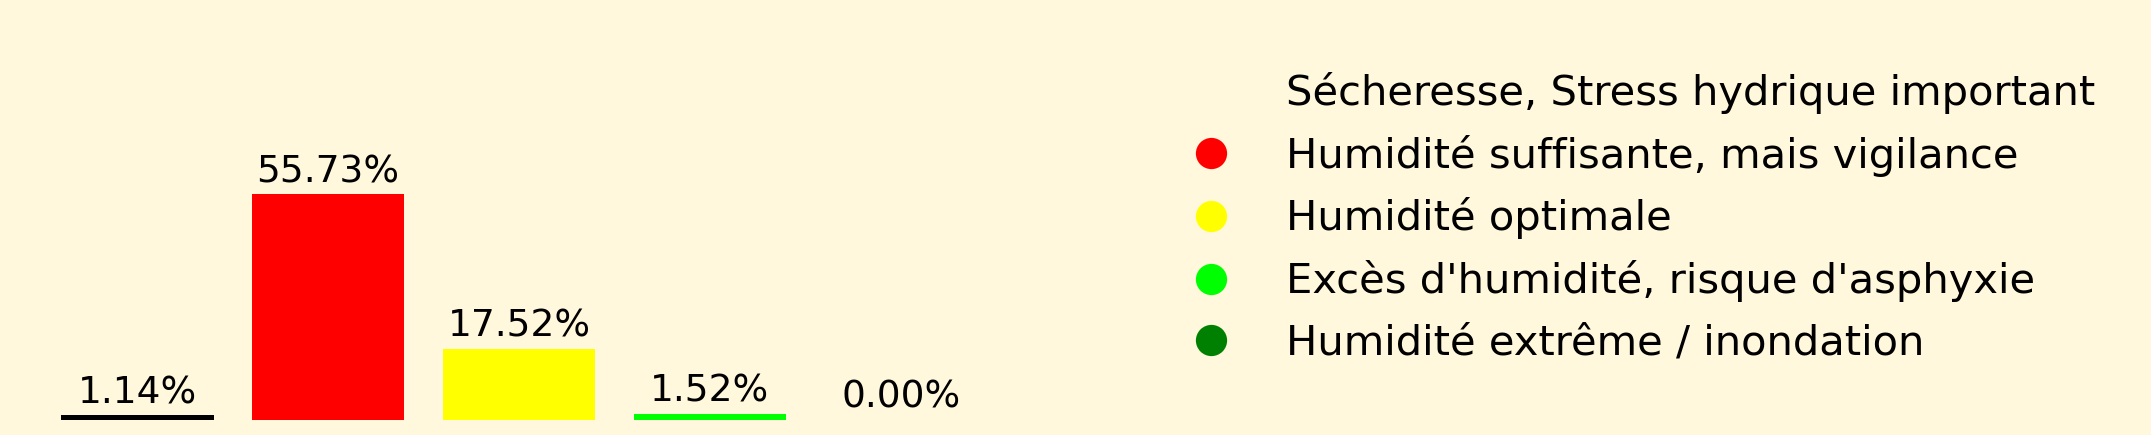 55.73%
17.52%
1.14%
1.52%
0.00%
Sécheresse, Stress hydrique important
Humidité suffisante, mais vigilance
Humidité optimale
Excès d'humidité, risque d'asphyxie
Humidité extrême / inondation